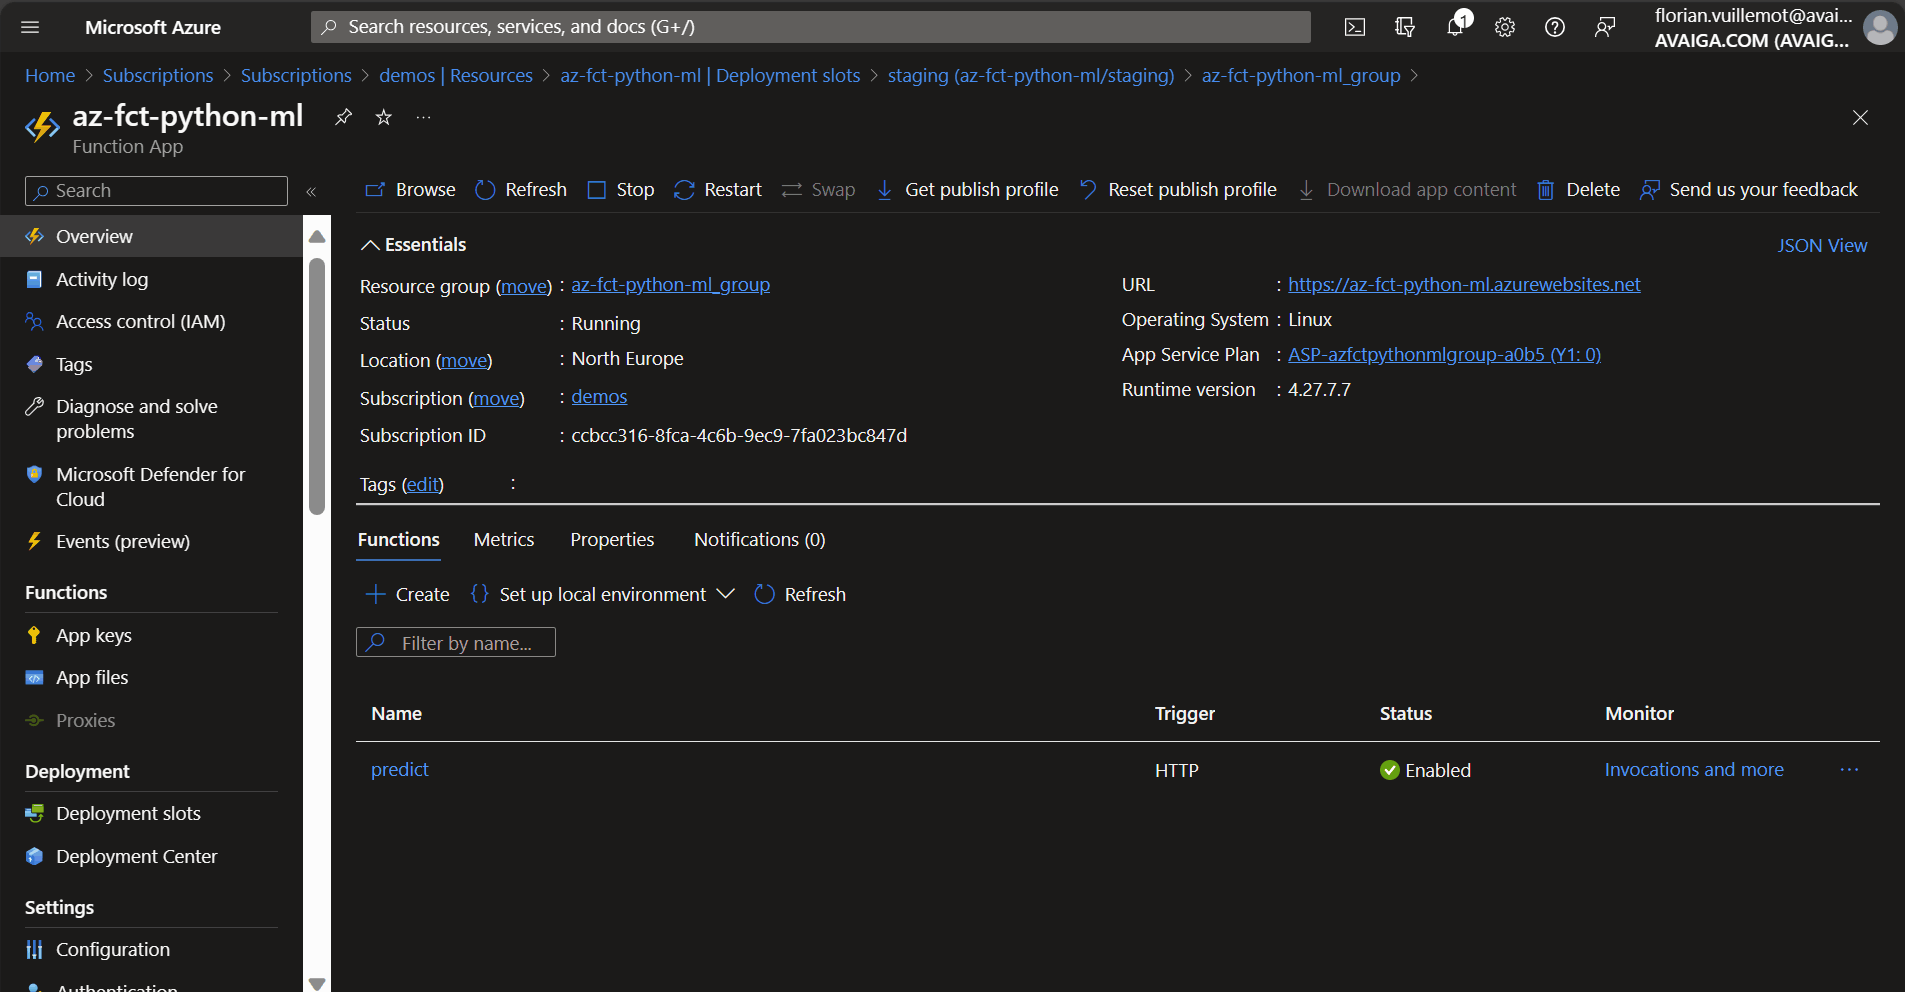 Microsoft Azure
Search resources, services, and docs (G+/)
1
florian.vuillemot@avai...
AVAIGA.COM (AVAIG...
Home > Subscriptions > Subscriptions > demos | Resources > az-fct-python-ml | Deployment slots > staging (az-fct-python-ml/staging) > az-fct-python-ml_group >
az-fct-python-ml
...
Function App
Search
«
Browse
Refresh
Stop
Restart
Swap
Get publish profile
Reset publish profile
Download app content
Delete
Send us your feedback
Overview
Activity log
Access control (IAM)
Tags
Diagnose and solve
problems
Microsoft Defender for
Cloud
Events (preview)
Functions
App keys
App files
Proxies
Deployment
Deployment slots
Deployment Center
Settings
Configuration
Authentication
Essentials
JSON View
Resource group (move) : az-fct-python-ml_group
Status : Running
Location (move) : North Europe
Subscription (move) : demos
Subscription ID : ccbcc316-8fca-4c6b-9ec9-7fa023bc847d
Tags (edit) :
URL : https://az-fct-python-ml.azurewebsites.net
Operating System : Linux
App Service Plan : ASP-azfctpythonmlgroup-a0b5 (Y1: 0)
Runtime version : 4.27.7.7
Functions
Metrics
Properties
Notifications (0)
Create
Set up local environment
Refresh
Filter by name...
Name Trigger Status Monitor
predict HTTP Enabled Invocations and more ...